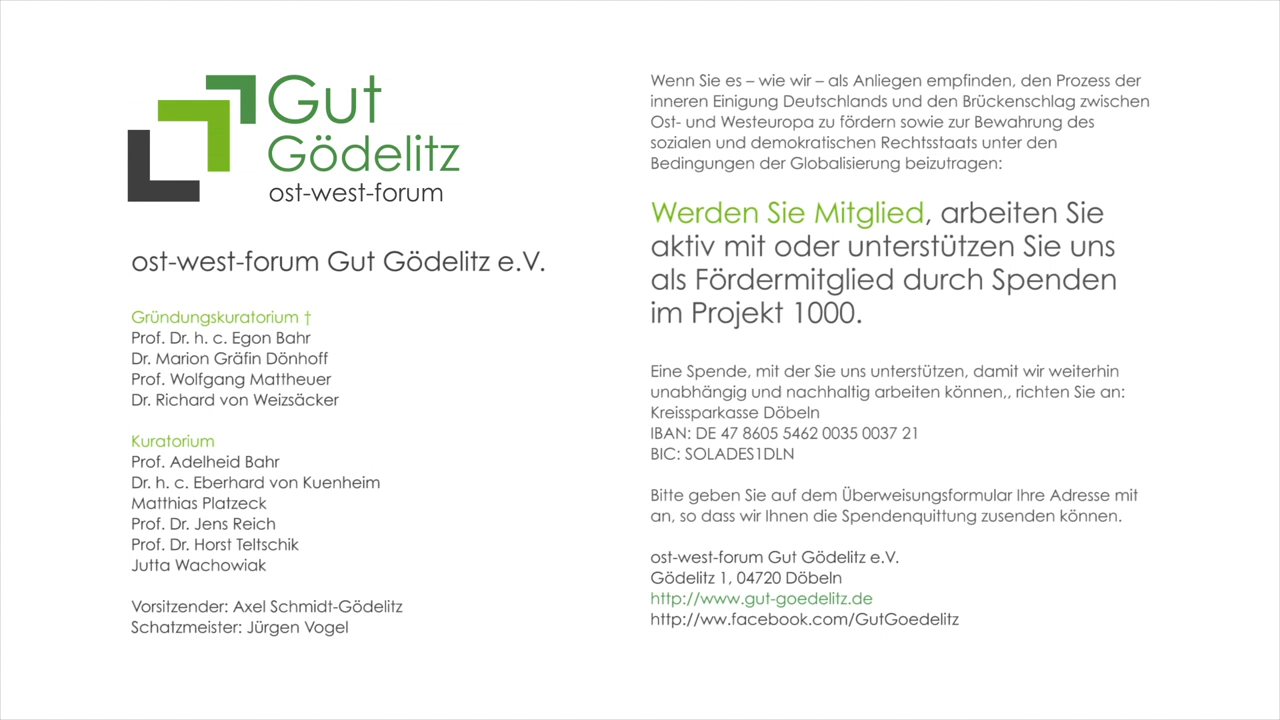 Gut
Gödelitz
ost-west-forum
ost-west-forum Gut Gödelitz e.V.
Gründungskuratorium †
Prof. Dr. h. c. Egon Bahr
Dr. Marion Gräfin Dönhoff
Prof. Wolfgang Mattheuer
Dr. Richard von Weizsäcker
Kuratorium
Prof. Adelheid Bahr
Dr. h. c. Eberhard von Kuenheim
Matthias Platzeck
Prof. Dr. Jens Reich
Prof. Dr. Horst Teltschik
Jutta Wachowiak
Vorsitzender: Axel Schmidt-Gödelitz
Schatzmeister: Jürgen Vogel
Wenn Sie es – wie wir – als Anliegen empfinden, den Prozess der
inneren Einigung Deutschlands und den Brückenschlag zwischen
Ost- und Westeuropa zu fördern sowie zur Bewahrung des
sozialen und demokratischen Rechtsstaats unter den
Bedingungen der Globalisierung beizutragen:
Werden Sie Mitglied, arbeiten Sie
aktiv mit oder unterstützen Sie uns
als Fördermitglied durch Spenden
im Projekt 1000.
Eine Spende, mit der Sie uns unterstützen, damit wir weiterhin
unabhängig und nachhaltig arbeiten können,, richten Sie an:
Kreissparkasse Döbeln
IBAN: DE 47 8605 5462 0035 0037 21
BIC: SOLADES1DLN
Bitte geben Sie auf dem Überweisungsformular Ihre Adresse mit
an, so dass wir Ihnen die Spendenquittung zusenden können.
ost-west-forum Gut Gödelitz e.V.
Gödelitz 1, 04720 Döbeln
http://www.gut-goedelitz.de
http://ww.facebook.com/GutGoedelitz